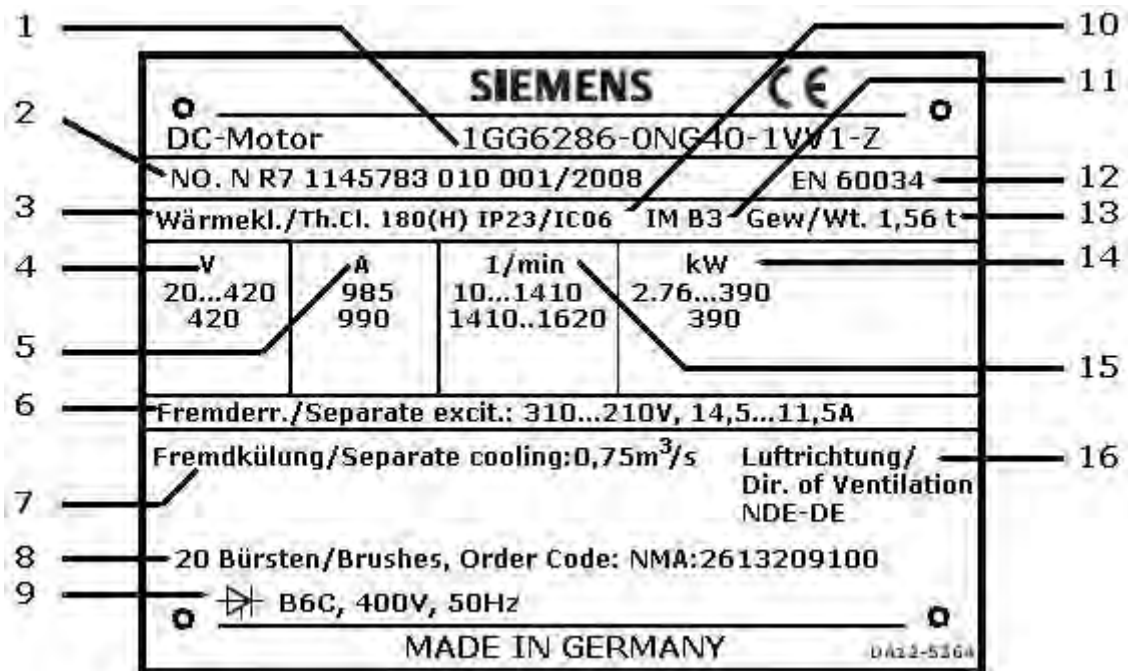 1
10
SIEMENS CE
11
2
DC-Motor 1GG6286-0NG40-1VV1-Z
NO. N R7 1145783 010 001/2008 EN 60034
12
3
Wärmekl./Th.Cl. 180(H) IP23/IC06 IM B3 Gew/Wt. 1,56 t
13
4
V A 1/min kW
14
20...420 985 10...1410 2.76...390
420 990 1410..1620 390
5
15
6
Fremderr./Separate excit.: 310...210V, 14,5...11,5A
Fremdkülung/Separate cooling:0,75m³/s Luftrichtung/
16
Dir. of Ventilation
7
NDE-DE
8
20 Bürsten/Brushes, Order Code: NMA:2613209100
9
B6C, 400V, 50Hz
MADE IN GERMANY
DA12-5164